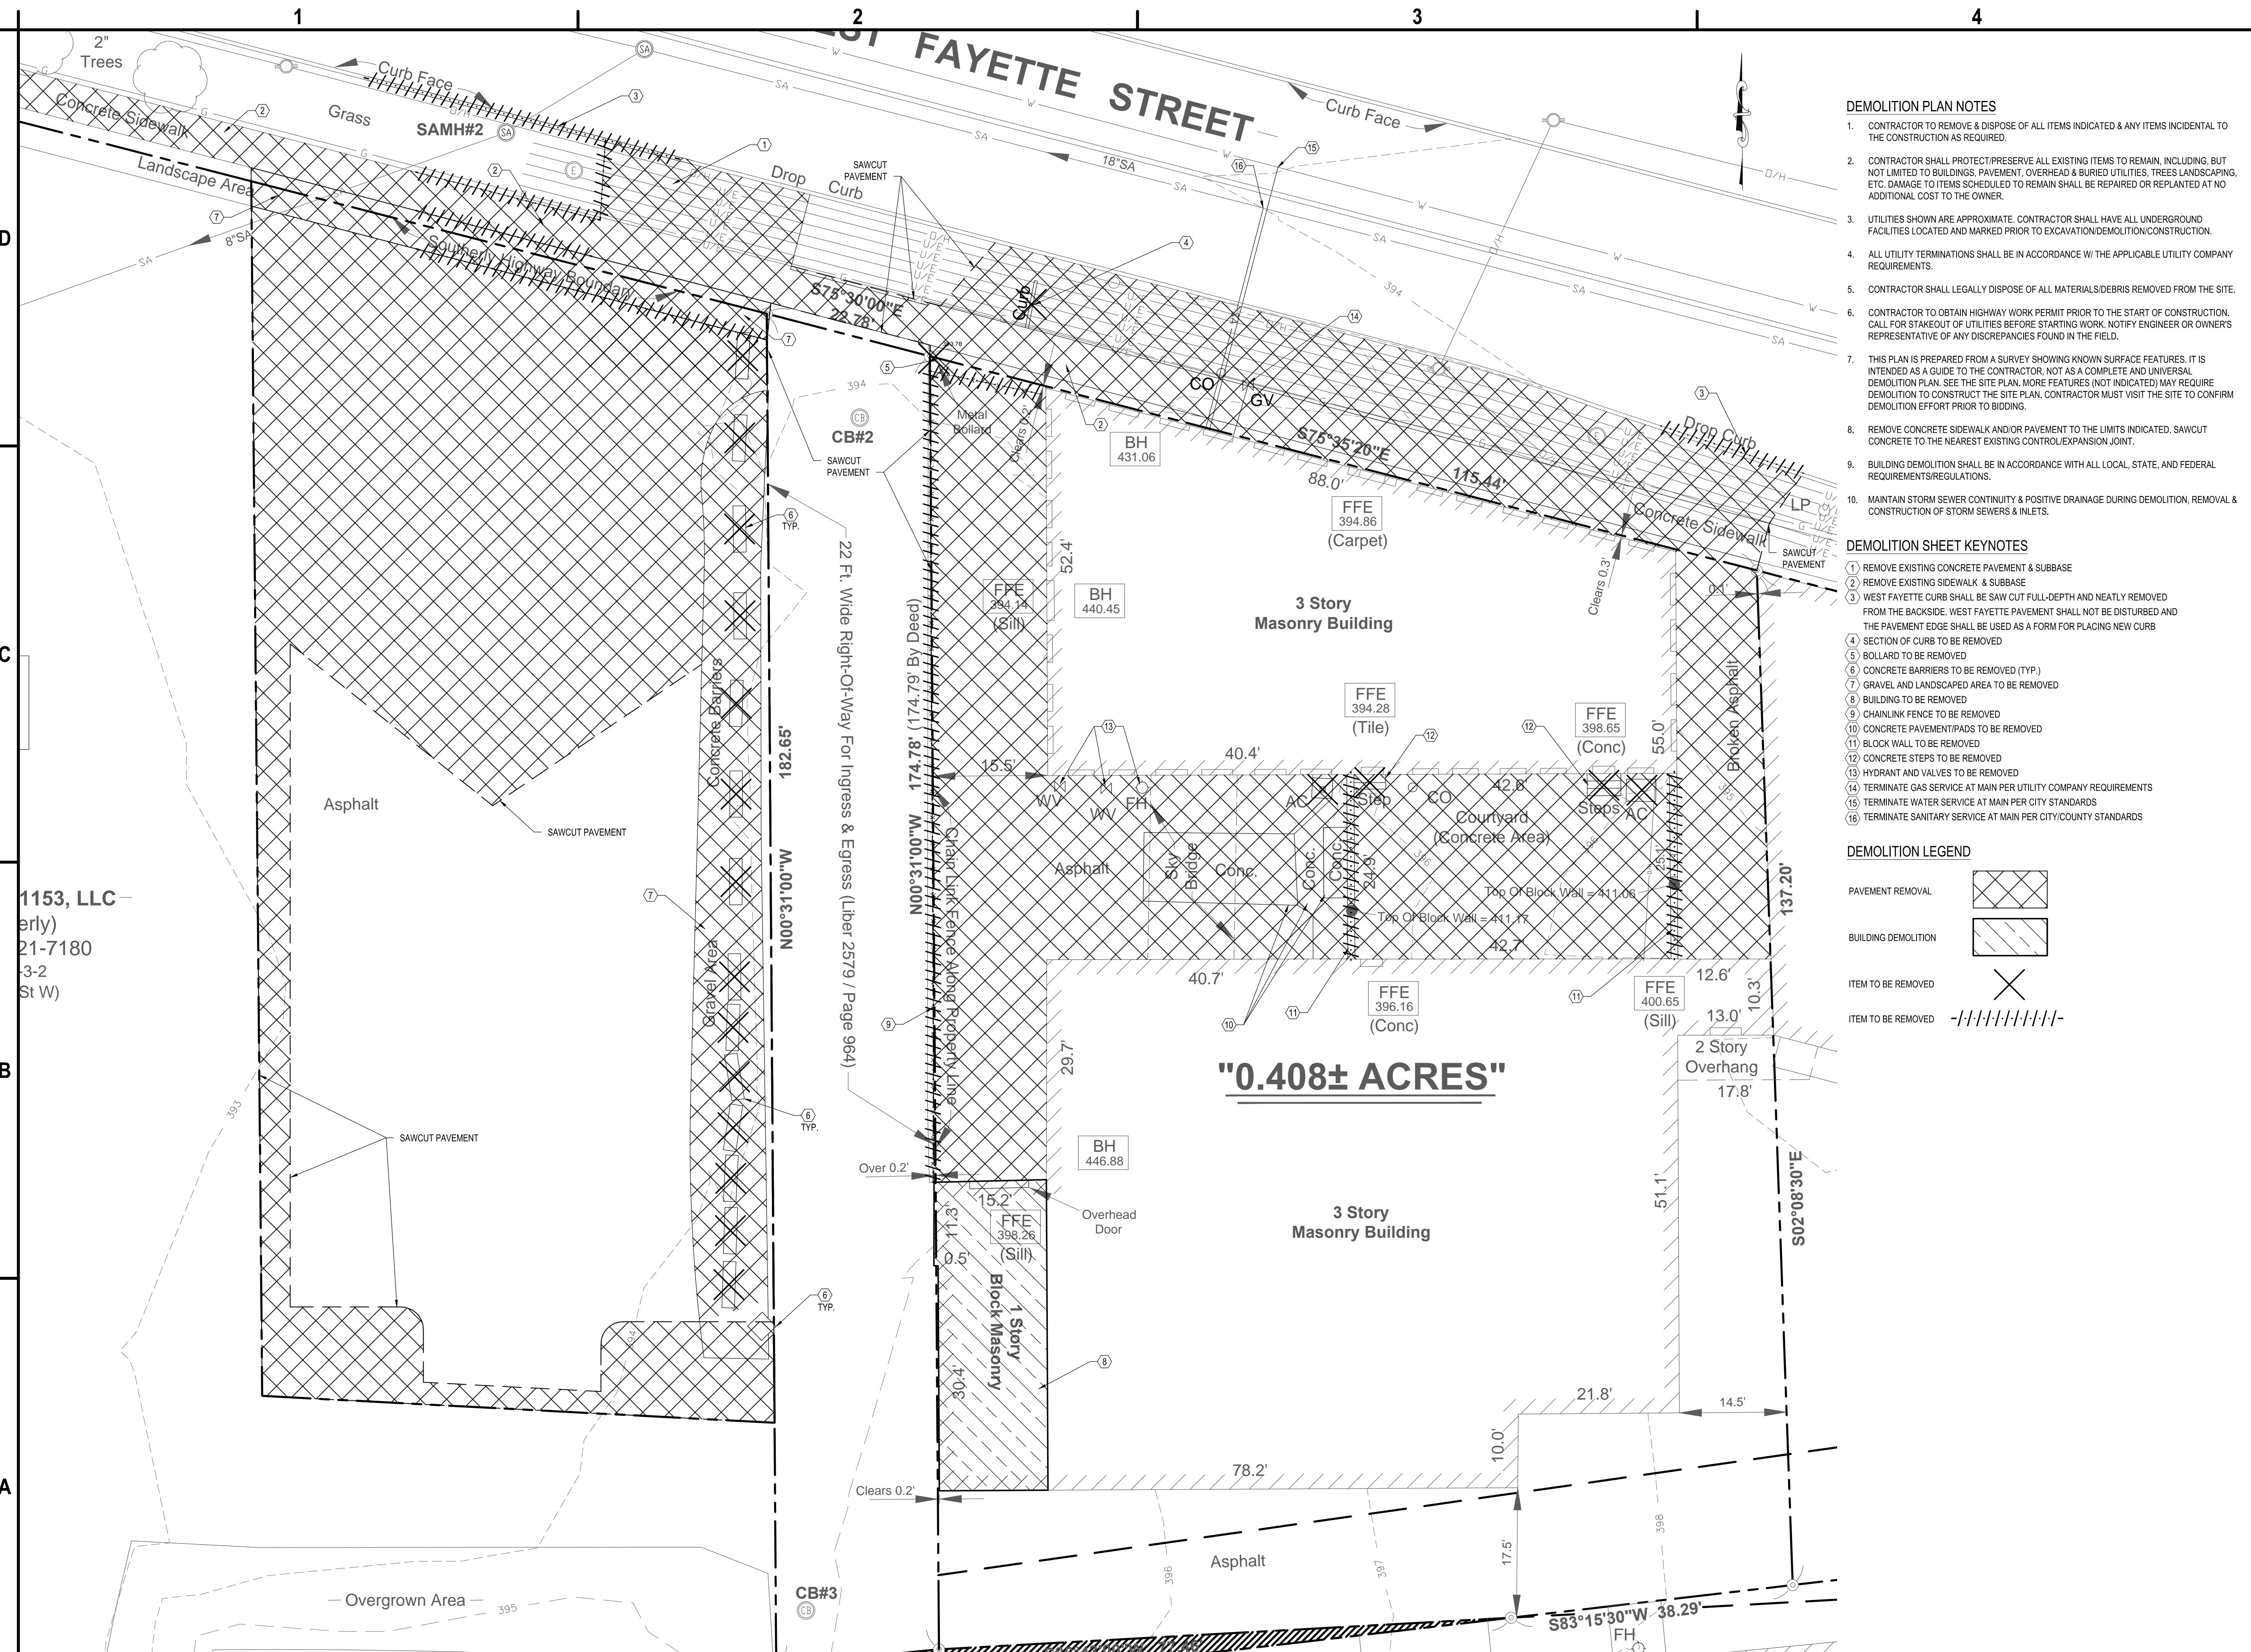 1
2
3
4
D
C
B
A
EST FAYETTE STREET
2"
Trees
Curb Face
Concrete Sidewalk
Grass
SAMH#2
Landscape Area
8"SA
Southerly Highway Boundary
Drop Curb
SAWCUT
PAVEMENT
18"SA
Curb Face
S75°30'00"E
22.78'
Curb
CO
GV
CB#2
Metal
Bollard
Clears 0.2'
SAWCUT
PAVEMENT
BH
431.06
S75°35'20"E
115.44'
88.0'
FFE
394.86
(Carpet)
Drop Curb
LP
Concrete Sidewalk
SAWCUT
PAVEMENT
Clears 0.3'
0.1'
TYP.
22 Ft. Wide Right-Of-Way For Ingress & Egress (Liber 2579 / Page 964)
52.4'
FFE
394.14
(Sill)
BH
440.45
3 Story
Masonry Building
Concrete Barriers
182.65'
N00°31'00"W
N00°31'00"W 174.78' (174.79' By Deed)
Chain Link Fence Along Property Line
FFE
394.28
(Tile)
FFE
398.65
(Conc)
55.0'
Broken Asphalt
15.5'
40.4'
42.6'
WV
WV
FH
AC
Step
CO
Steps
AC
Courtyard
(Concrete Area)
Asphalt
SAWCUT PAVEMENT
Asphalt
Sky
Bridge
Conc.
Conc.
Conc.
24.9'
25.1'
Top Of Block Wall = 411.06
Top Of Block Wall = 411.17
42.7'
40.7'
137.20'
12.6'
10.3'
13.0'
FFE
396.16
(Conc)
FFE
400.65
(Sill)
2 Story
Overhang
17.8'
1153, LLC
erly)
21-7180
-3-2
St W)
Gravel Area
"0.408± ACRES"
29.7'
TYP.
SAWCUT PAVEMENT
BH
446.88
Over 0.2'
15.2'
11.3'
FFE
398.26
(Sill)
0.5'
Overhead
Door
3 Story
Masonry Building
51.1'
S02°08'30"E
TYP.
1 Story
Block Masonry
30.4'
21.8'
14.5'
10.0'
78.2'
Clears 0.2'
17.5'
Asphalt
Overgrown Area
CB#3
S83°15'30"W 38.29'
FH
393
394
394
394
395
395
396
396
396
397
398
DEMOLITION PLAN NOTES
1. CONTRACTOR TO REMOVE & DISPOSE OF ALL ITEMS INDICATED & ANY ITEMS INCIDENTAL TO
THE CONSTRUCTION AS REQUIRED.
2. CONTRACTOR SHALL PROTECT/PRESERVE ALL EXISTING ITEMS TO REMAIN, INCLUDING, BUT
NOT LIMITED TO BUILDINGS, PAVEMENT, OVERHEAD & BURIED UTILITIES, TREES LANDSCAPING,
ETC. DAMAGE TO ITEMS SCHEDULED TO REMAIN SHALL BE REPAIRED OR REPLANTED AT NO
ADDITIONAL COST TO THE OWNER.
3. UTILITIES SHOWN ARE APPROXIMATE. CONTRACTOR SHALL HAVE ALL UNDERGROUND
FACILITIES LOCATED AND MARKED PRIOR TO EXCAVATION/DEMOLITION/CONSTRUCTION.
4. ALL UTILITY TERMINATIONS SHALL BE IN ACCORDANCE W/ THE APPLICABLE UTILITY COMPANY
REQUIREMENTS.
5. CONTRACTOR SHALL LEGALLY DISPOSE OF ALL MATERIALS/DEBRIS REMOVED FROM THE SITE.
6. CONTRACTOR TO OBTAIN HIGHWAY WORK PERMIT PRIOR TO THE START OF CONSTRUCTION.
CALL FOR STAKEOUT OF UTILITIES BEFORE STARTING WORK. NOTIFY ENGINEER OR OWNER'S
REPRESENTATIVE OF ANY DISCREPANCIES FOUND IN THE FIELD.
7. THIS PLAN IS PREPARED FROM A SURVEY SHOWING KNOWN SURFACE FEATURES. IT IS
INTENDED AS A GUIDE TO THE CONTRACTOR, NOT AS A COMPLETE AND UNIVERSAL
DEMOLITION PLAN. SEE THE SITE PLAN. MORE FEATURES (NOT INDICATED) MAY REQUIRE
DEMOLITION TO CONSTRUCT THE SITE PLAN. CONTRACTOR MUST VISIT THE SITE TO CONFIRM
DEMOLITION EFFORT PRIOR TO BIDDING.
8. REMOVE CONCRETE SIDEWALK AND/OR PAVEMENT TO THE LIMITS INDICATED. SAWCUT
CONCRETE TO THE NEAREST EXISTING CONTROL/EXPANSION JOINT.
9. BUILDING DEMOLITION SHALL BE IN ACCORDANCE WITH ALL LOCAL, STATE, AND FEDERAL
REQUIREMENTS/REGULATIONS.
10. MAINTAIN STORM SEWER CONTINUITY & POSITIVE DRAINAGE DURING DEMOLITION, REMOVAL &
CONSTRUCTION OF STORM SEWERS & INLETS.
DEMOLITION SHEET KEYNOTES
1 REMOVE EXISTING CONCRETE PAVEMENT & SUBBASE
2 REMOVE EXISTING SIDEWALK & SUBBASE
3 WEST FAYETTE CURB SHALL BE SAW CUT FULL-DEPTH AND NEATLY REMOVED
FROM THE BACKSIDE. WEST FAYETTE PAVEMENT SHALL NOT BE DISTURBED AND
THE PAVEMENT EDGE SHALL BE USED AS A FORM FOR PLACING NEW CURB
4 SECTION OF CURB TO BE REMOVED
5 BOLLARD TO BE REMOVED
6 CONCRETE BARRIERS TO BE REMOVED (TYP.)
7 GRAVEL AND LANDSCAPED AREA TO BE REMOVED
8 BUILDING TO BE REMOVED
9 CHAINLINK FENCE TO BE REMOVED
10 CONCRETE PAVEMENT/PADS TO BE REMOVED
11 BLOCK WALL TO BE REMOVED
12 CONCRETE STEPS TO BE REMOVED
13 HYDRANT AND VALVES TO BE REMOVED
14 TERMINATE GAS SERVICE AT MAIN PER UTILITY COMPANY REQUIREMENTS
15 TERMINATE WATER SERVICE AT MAIN PER CITY STANDARDS
16 TERMINATE SANITARY SERVICE AT MAIN PER CITY/COUNTY STANDARDS
DEMOLITION LEGEND
PAVEMENT REMOVAL
BUILDING DEMOLITION
ITEM TO BE REMOVED
ITEM TO BE REMOVED